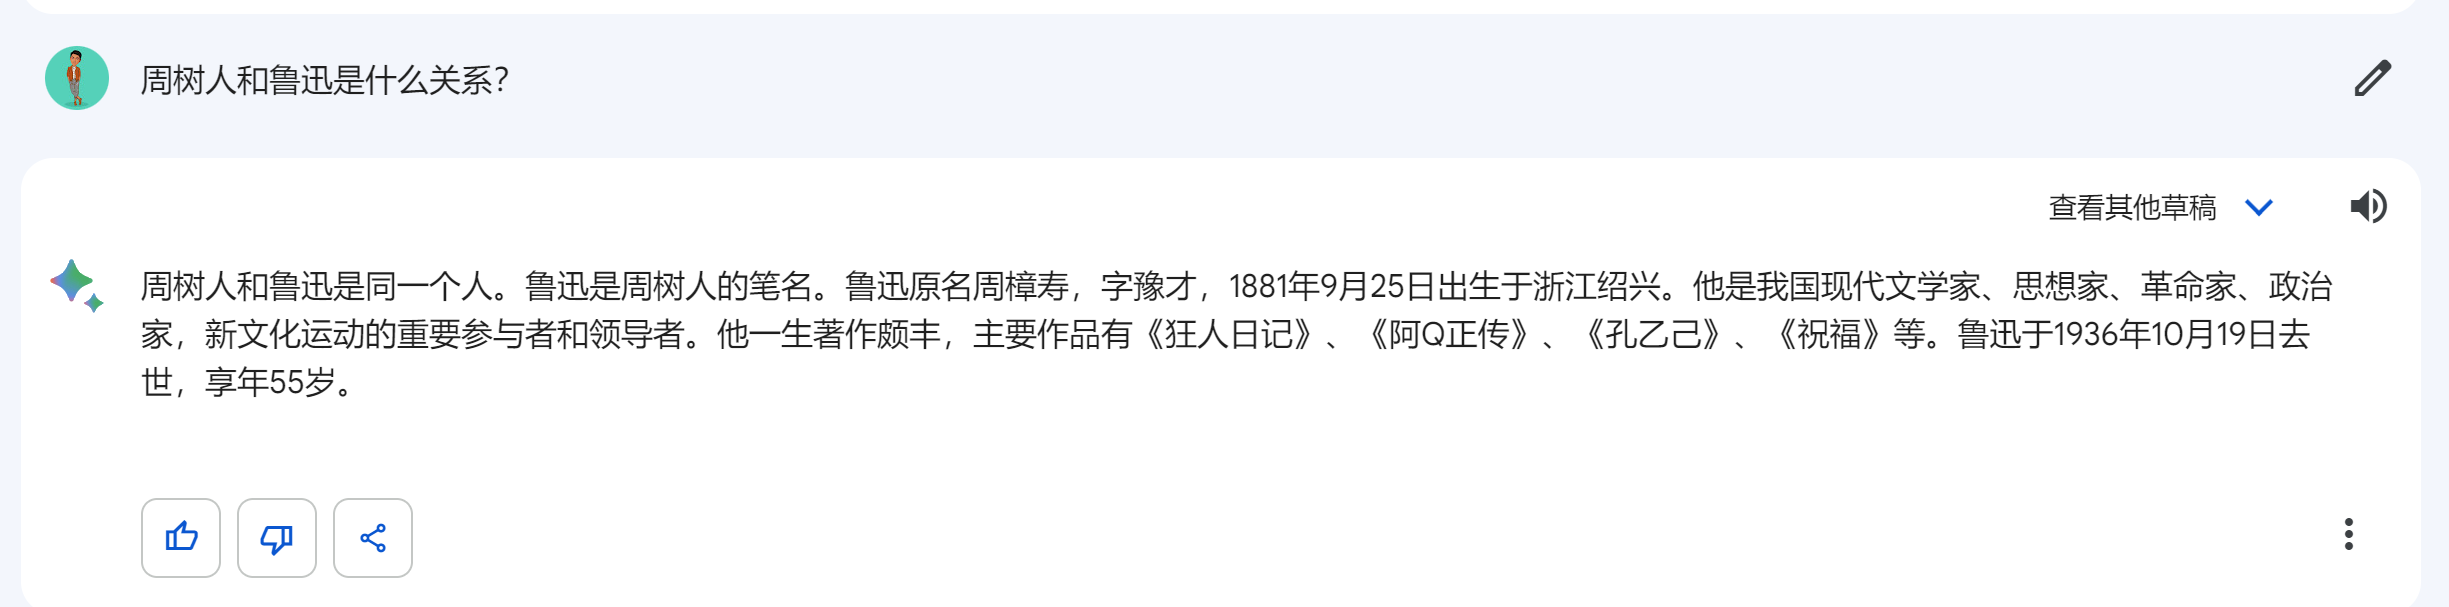 周树人和鲁迅是什么关系?
查看其他草稿
周树人和鲁迅是同一个人。鲁迅是周树人的笔名。鲁迅原名周樟寿，字豫才，1881年9月25日出生于浙江绍兴。他是我国现代文学家、思想家、革命家、政治
家，新文化运动的重要参与者和领导者。他一生著作颇丰，主要作品有《狂人日记》、《阿Q正传》、《孔乙己》、《祝福》等。鲁迅于1936年10月19日去
世，享年55岁。